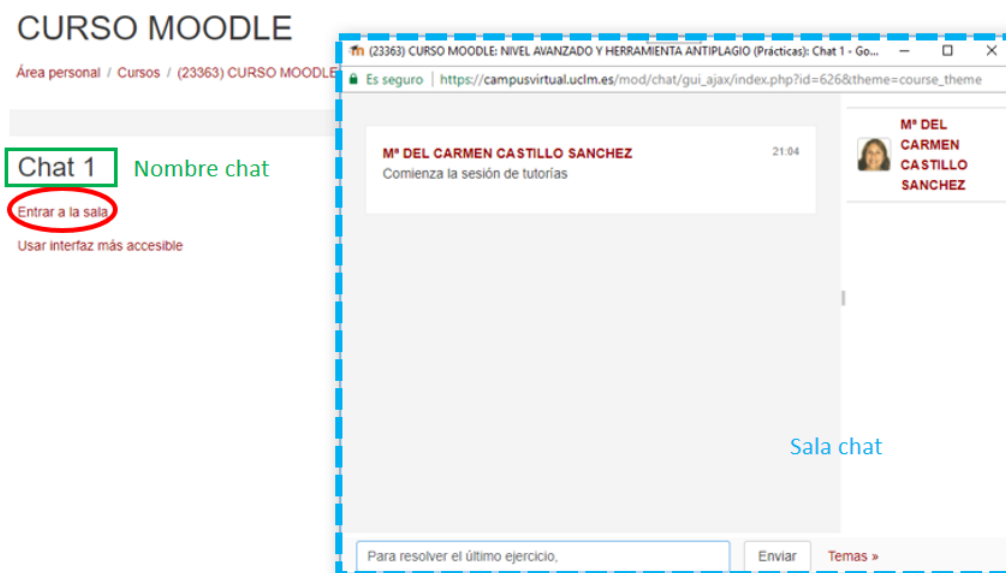 CURSO MOODLE
Área personal / Cursos / (23363) CURSO MOODLE
Chat 1
Nombre chat
Entrar a la sala
Usar interfaz más accesible
(23363) CURSO MOODLE: NIVEL AVANZADO Y HERRAMIENTA ANTIPLAGIO (Prácticas): Chat 1 - Go...
Es seguro | https://campusvirtual.uclm.es/mod/chat/gui_ajax/index.php?id=626&theme=course_theme
Mª DEL CARMEN CASTILLO SANCHEZ 21:04
Comienza la sesión de tutorías
Mª DEL
CARMEN
CASTILLO
SANCHEZ
Sala chat
Para resolver el último ejercicio,
Enviar
Temas »